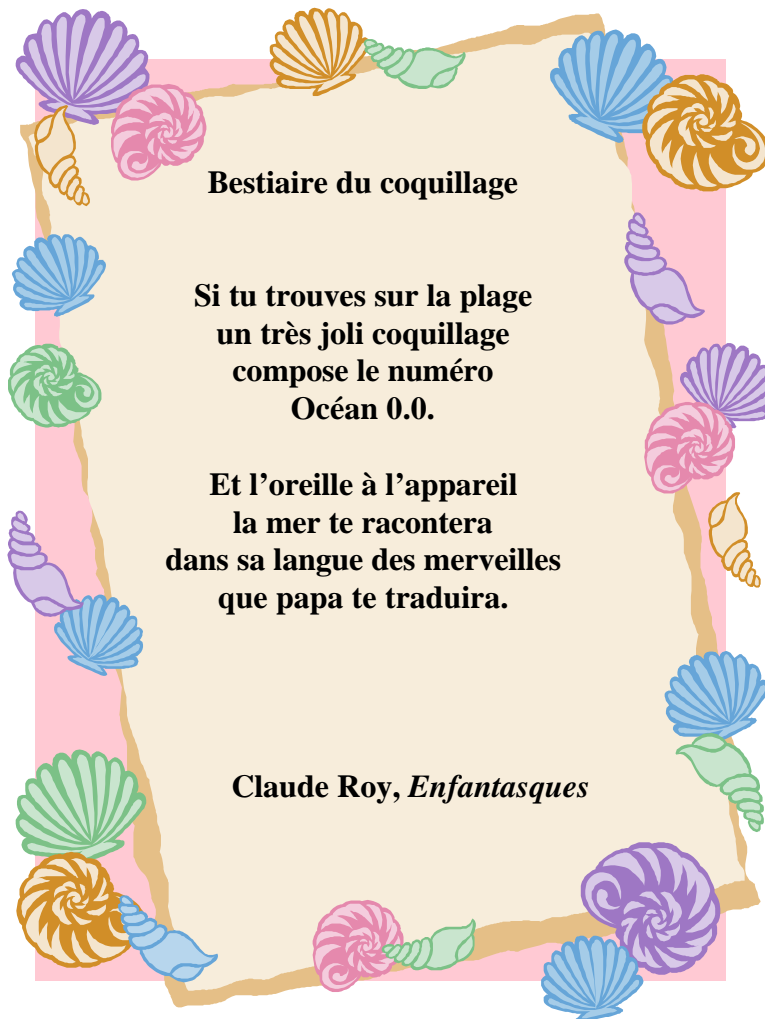 Bestiaire du coquillage
Si tu trouves sur la plage
un très joli coquillage
compose le numéro
Océan 0.0.
Et l’oreille à l’appareil
la mer te racontera
dans sa langue des merveilles
que papa te traduira.
Claude Roy, Enfantasques